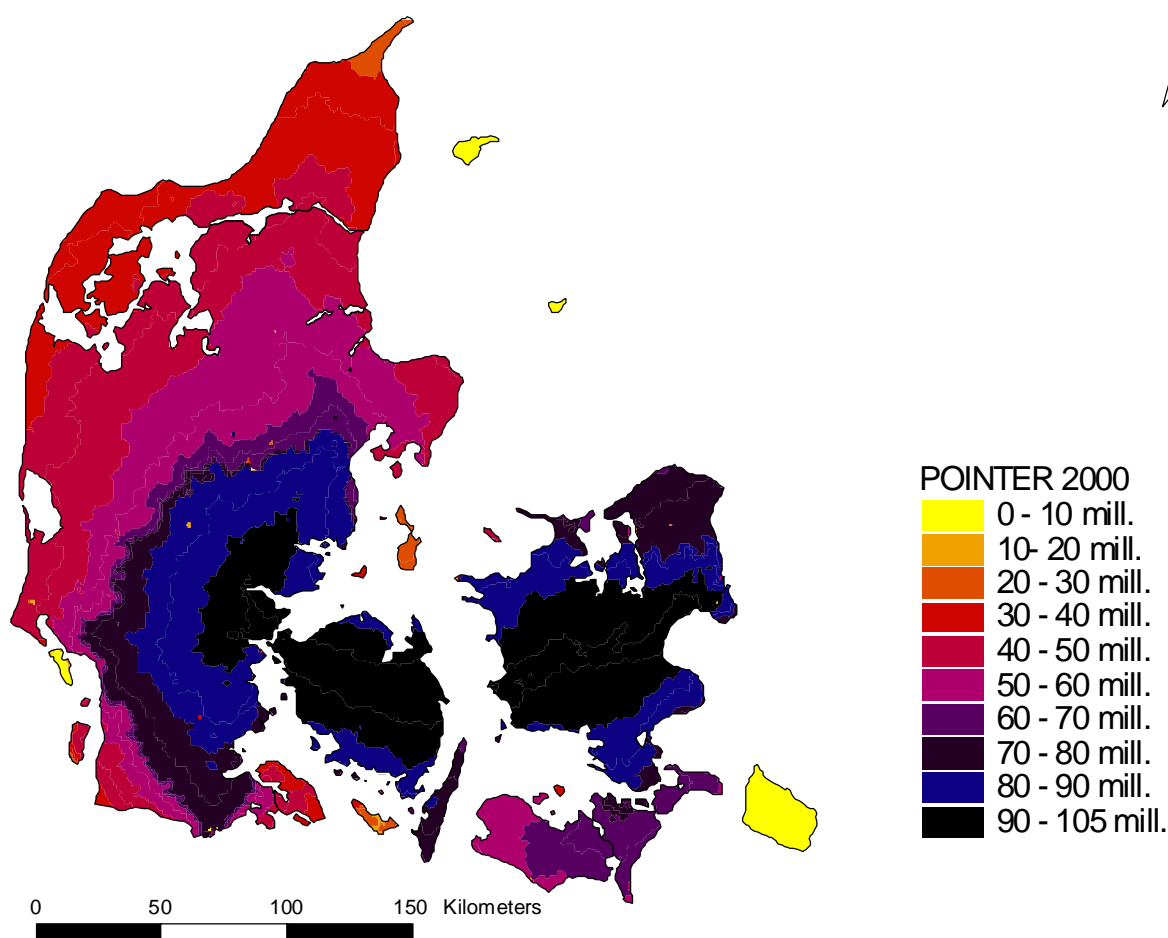 POINTER 2000
0 - 10 mill.
10- 20 mill.
20 - 30 mill.
30 - 40 mill.
40 - 50 mill.
50 - 60 mill.
60 - 70 mill.
70 - 80 mill.
80 - 90 mill.
90 - 105 mill.
0 50 100 150 Kilometers